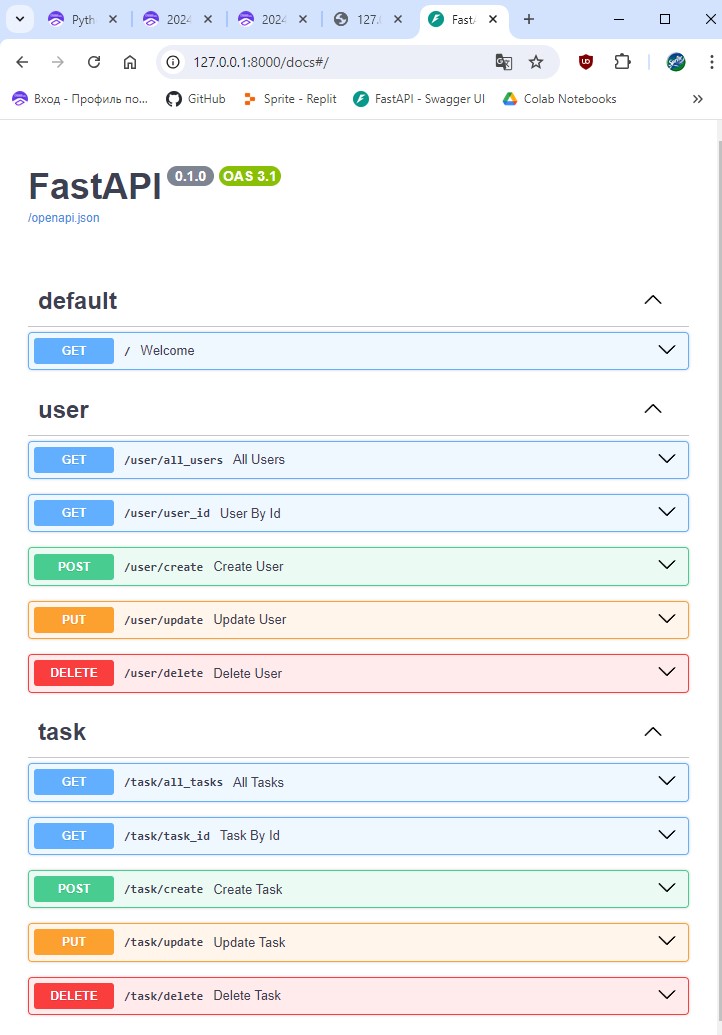 Pyth
2024
2024
127.
FastA
127.0.0.1:8000/docs#/
Вход - Профиль по...
GitHub
Sprite - Replit
FastAPI - Swagger UI
Colab Notebooks
FastAPI 0.1.0 OAS 3.1
/openapi.json
default
GET / Welcome
user
GET /user/all_users All Users
GET /user/user_id User By Id
POST /user/create Create User
PUT /user/update Update User
DELETE /user/delete Delete User
task
GET /task/all_tasks All Tasks
GET /task/task_id Task By Id
POST /task/create Create Task
PUT /task/update Update Task
DELETE /task/delete Delete Task